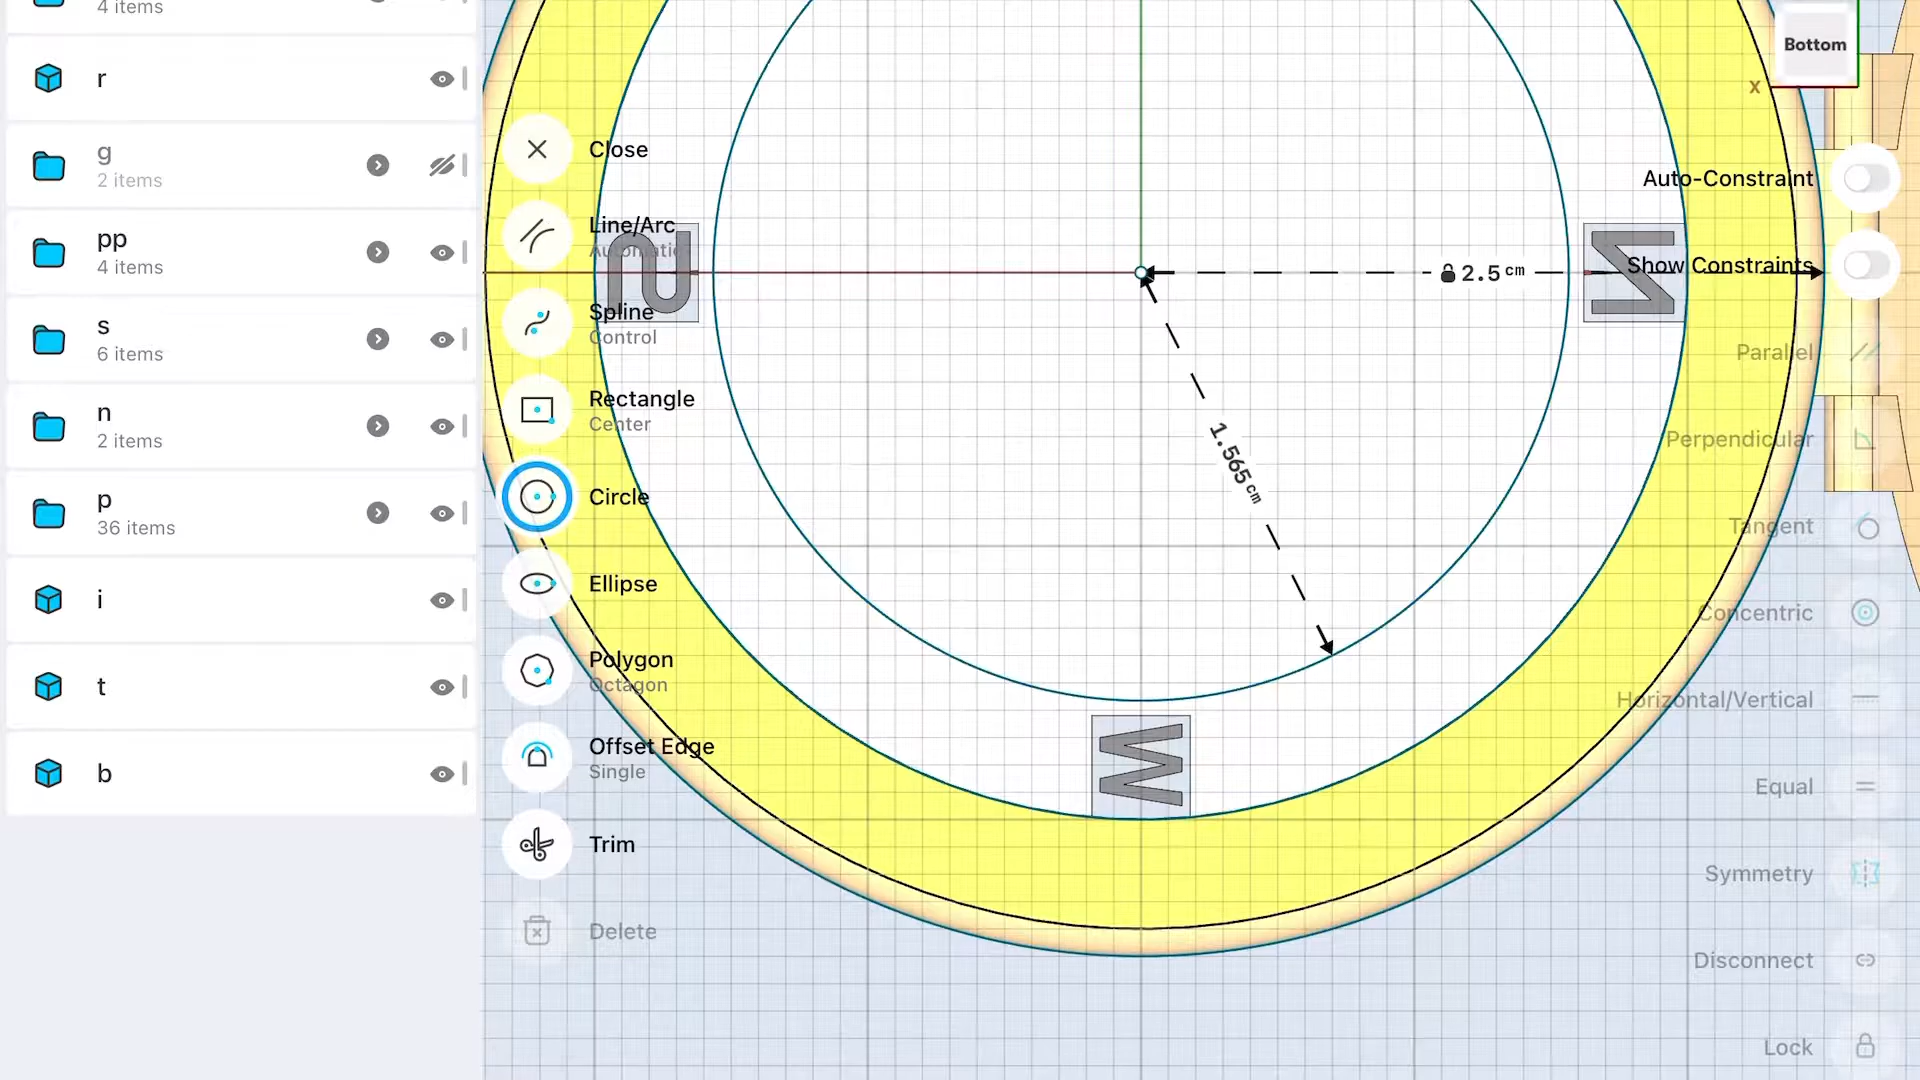 4 items
r
g
2 items
pp
4 items
s
6 items
n
2 items
p
36 items
i
t
b
Close
Line/Arc
Automatic
Spline
Control
Rectangle
Center
Circle
Ellipse
Polygon
Octagon
Offset Edge
Single
Trim
Delete
2.5 cm
1.565 cm
Bottom
X
Auto-Constraint
Show Constraints
Parallel
Perpendicular
Tangent
Concentric
Horizontal/Vertical
Equal
Symmetry
Disconnect
Lock